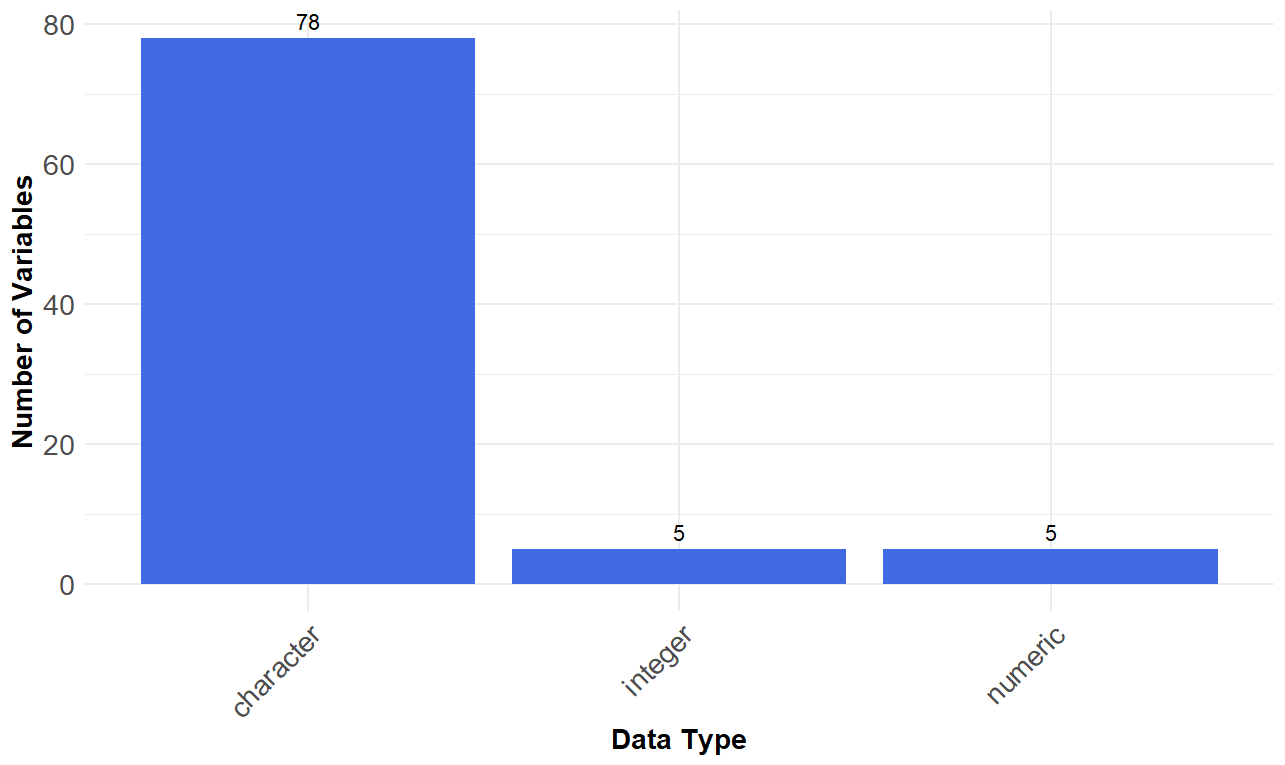 Number of Variables
80
60
40
20
0
78
5
5
character
integer
numeric
Data Type